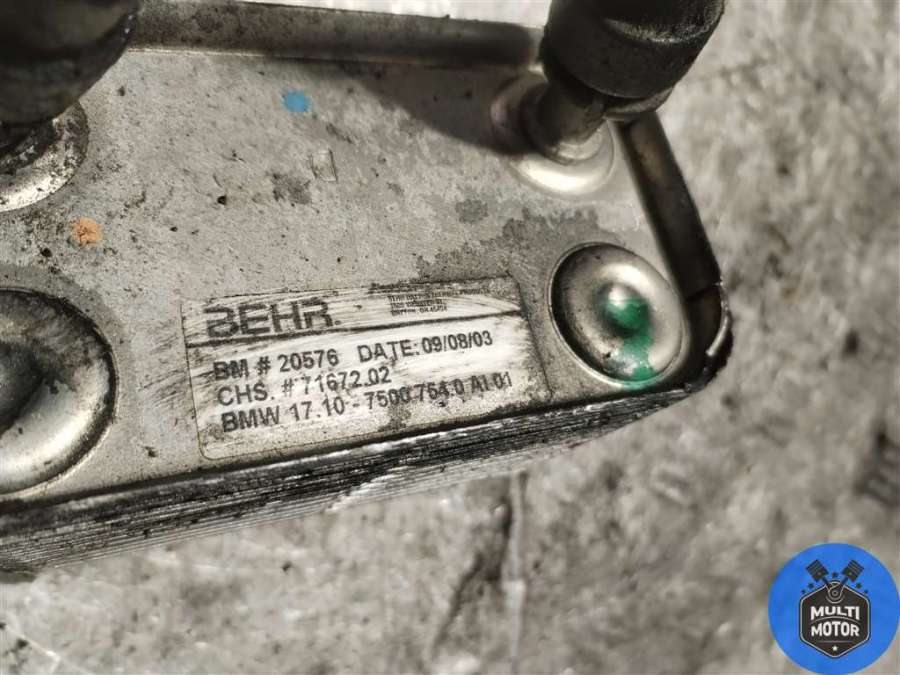 BEHR
BM # 20576 DATE: 09/08/03
CHS. # 71672.02
BMW 17.10 - 7500.754.0 AI.01
MULTI
MOTOR